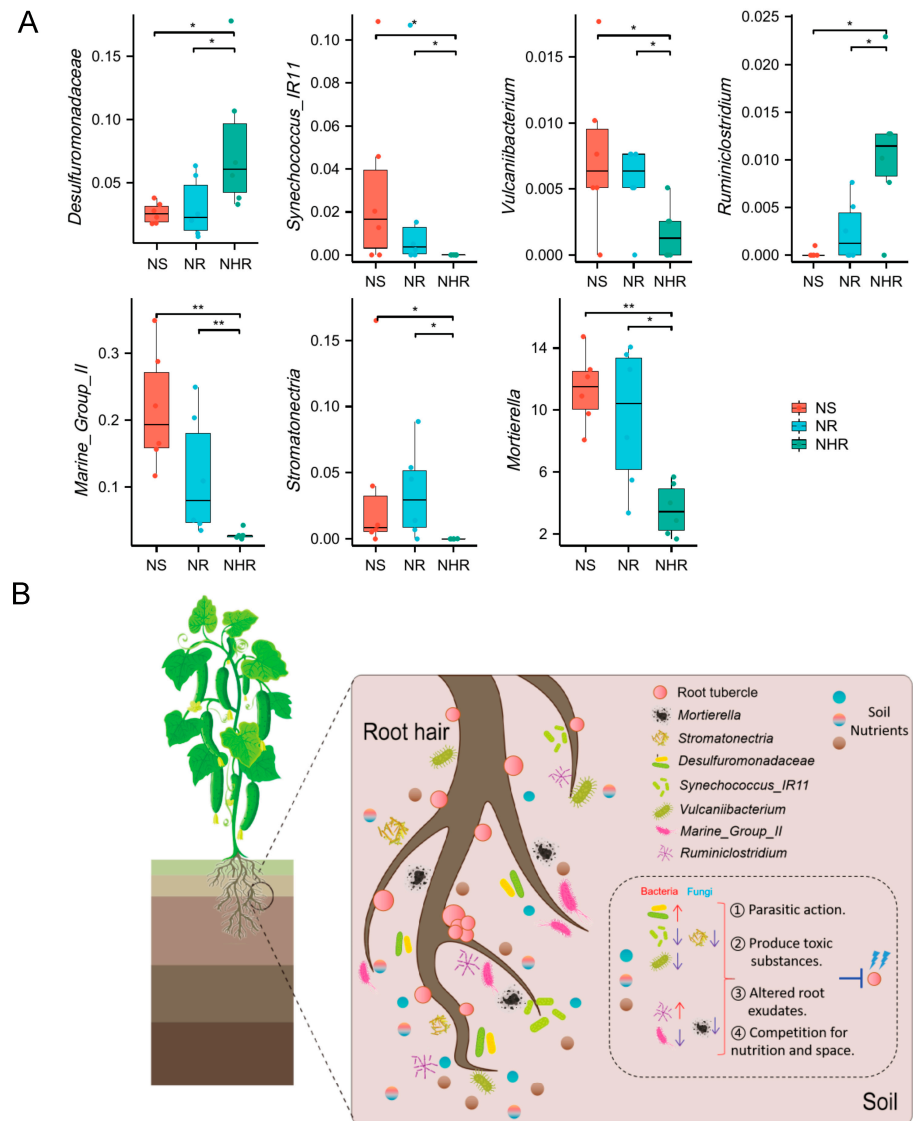 A
Desulfuromonadaceae
0.15
0.10
0.05
*
*
NS NR NHR
Synechococcus_IR11
0.10
0.08
0.06
0.04
0.02
0.00
*
*
NS NR NHR
Vulcaniibacterium
0.015
0.010
0.005
0.000
*
*
NS NR NHR
Ruminiclostridium
0.025
0.020
0.015
0.010
0.005
0.000
*
*
NS NR NHR
Marine_Group_II
0.3
0.2
0.1
**
**
NS NR NHR
Stromatonectria
0.15
0.10
0.05
0.00
*
*
NS NR NHR
Mortierella
14
10
6
2
**
*
NS NR NHR
NS
NR
NHR
B
Root hair
Root tubercle
Mortierella
Stromatonectria
Desulfuromonadaceae
Synechococcus_IR11
Vulcaniibacterium
Marine_Group_II
Ruminiclostridium
Soil
Nutrients
Bacteria Fungi
① Parasitic action.
② Produce toxic
substances.
③ Altered root
exudates.
④ Competition for
nutrition and space.
Soil